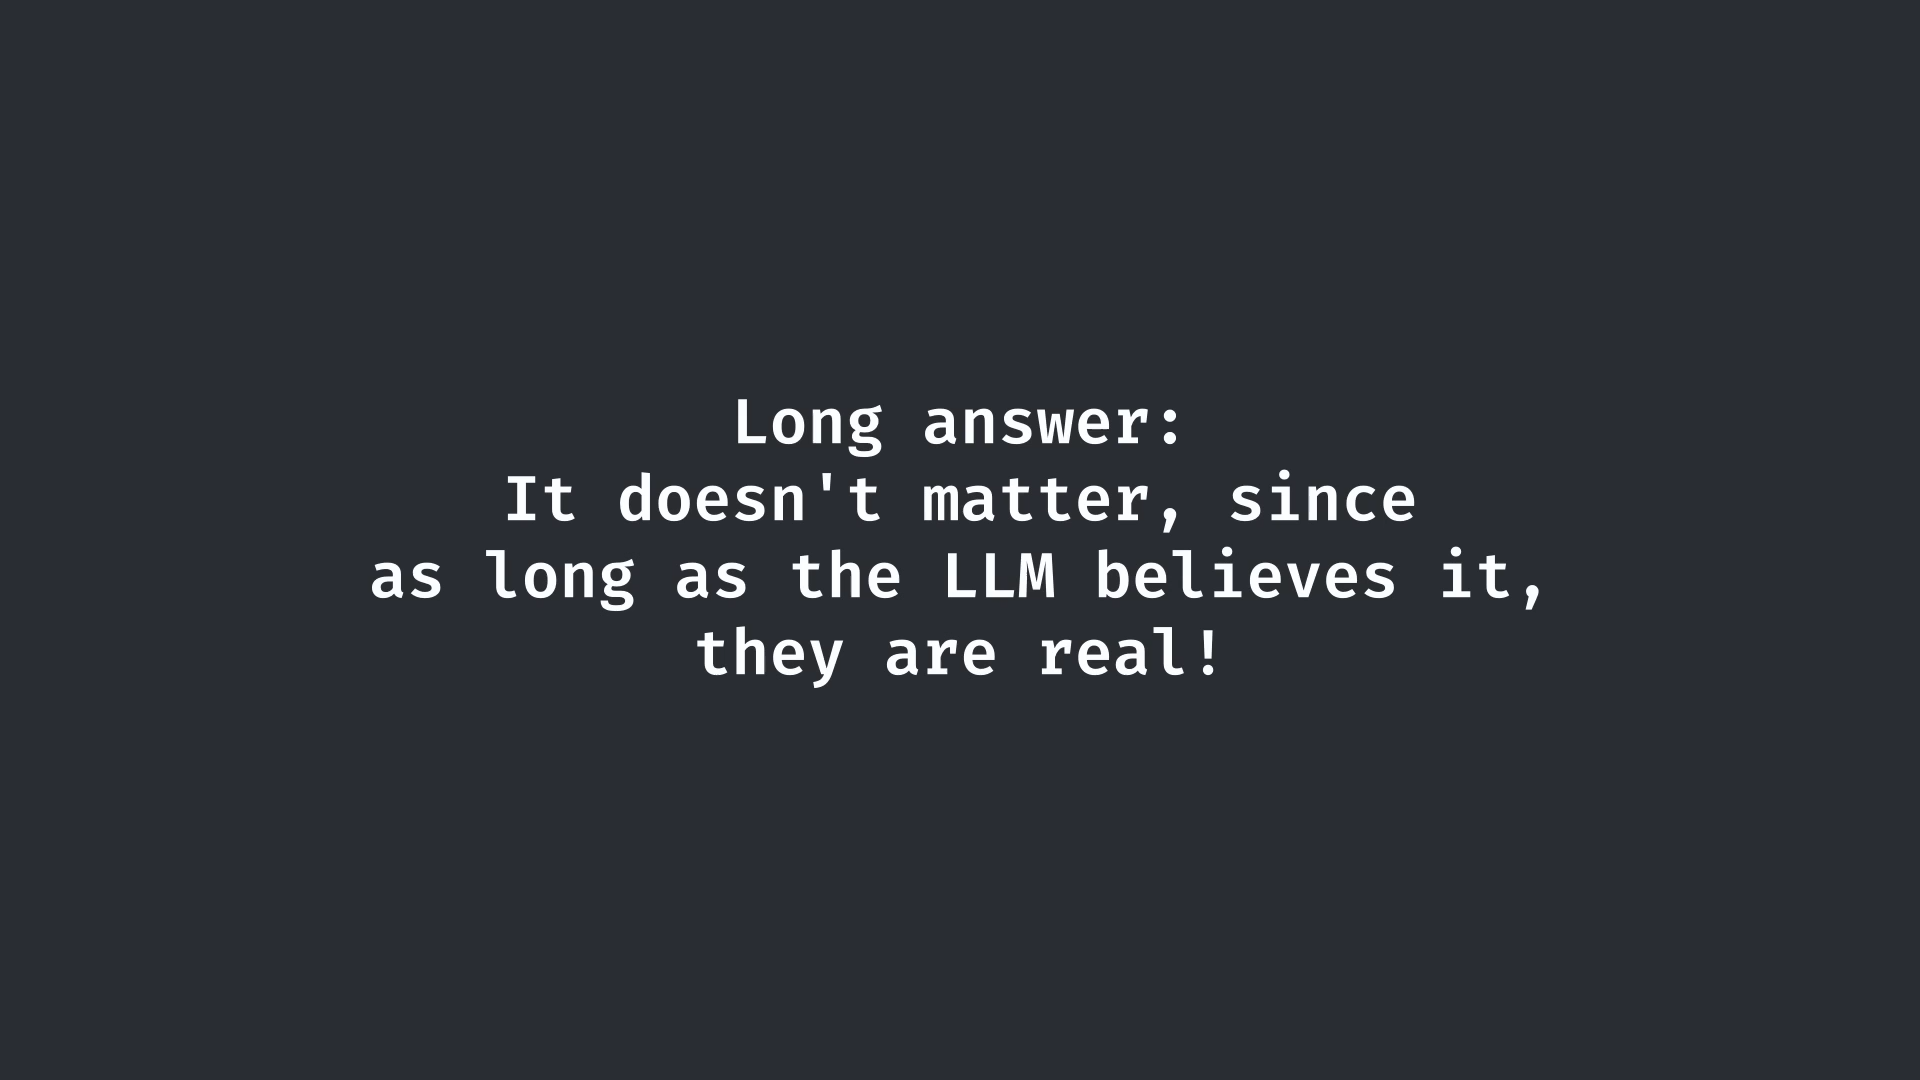 Long answer:
It doesn't matter, since
as long as the LLM believes it,
they are real!